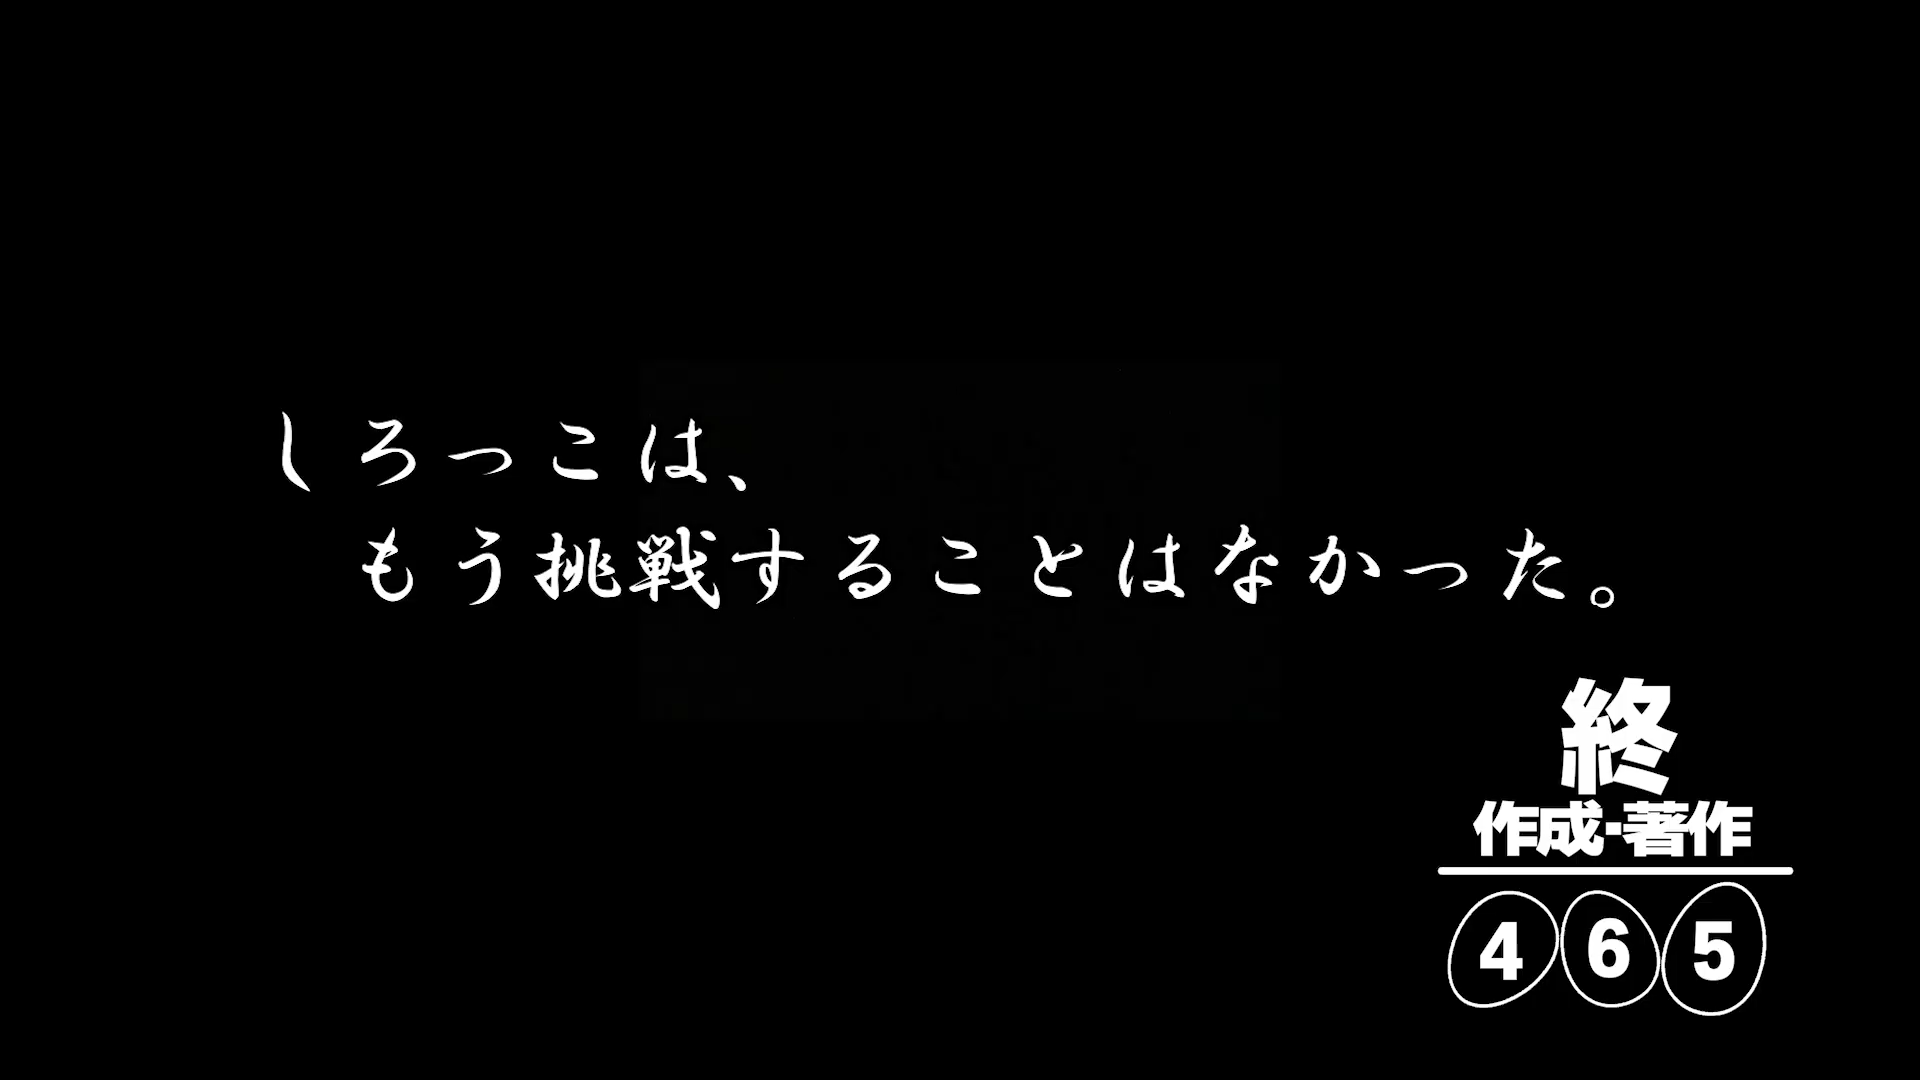 しろっこは、
もう挑戦することはなかった。
終
作成・著作
465